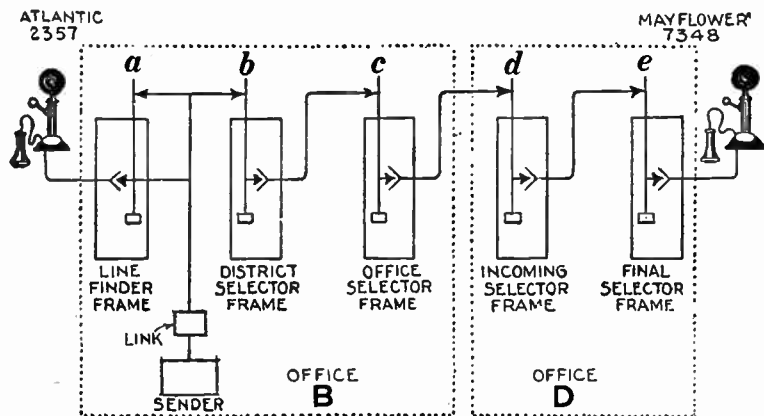 ATLANTIC
2357
MAYFLOWER
7348
a
b
c
d
e
LINE
FINDER
FRAME
DISTRICT
SELECTOR
FRAME
OFFICE
SELECTOR
FRAME
INCOMING
SELECTOR
FRAME
FINAL
SELECTOR
FRAME
LINK
SENDER
OFFICE
B
OFFICE
D